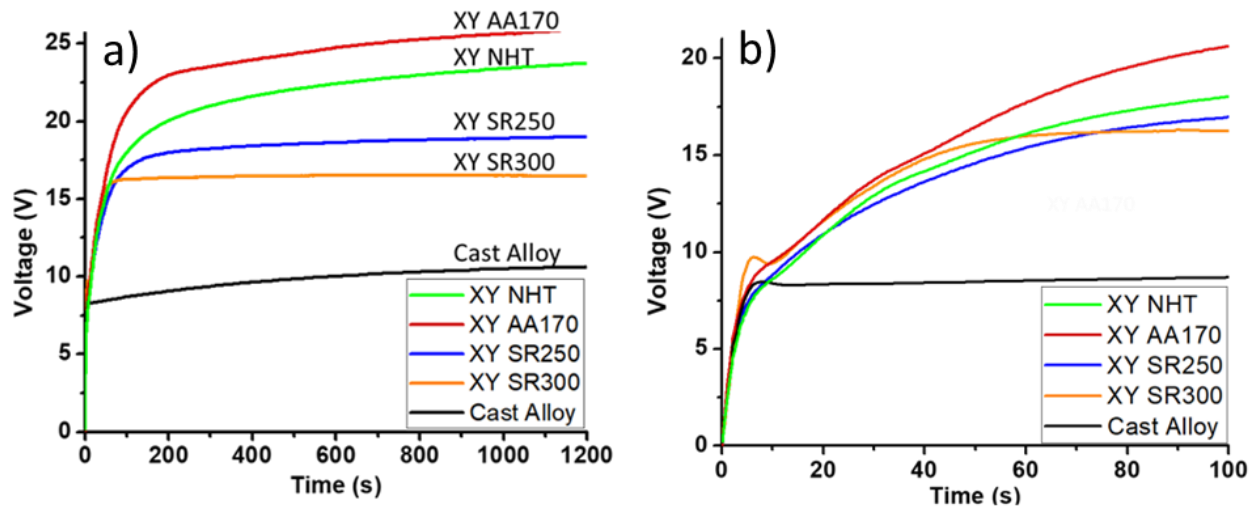 a)
XY AA170
XY NHT
XY SR250
XY SR300
Cast Alloy
25
20
15
10
5
0
Voltage (V)
XY NHT
XY AA170
XY SR250
XY SR300
Cast Alloy
0 200 400 600 800 1000 1200
Time (s)
b)
20
15
10
5
0
Voltage (V)
XY AA170
XY NHT
XY AA170
XY SR250
XY SR300
Cast Alloy
0 20 40 60 80 100
Time (s)